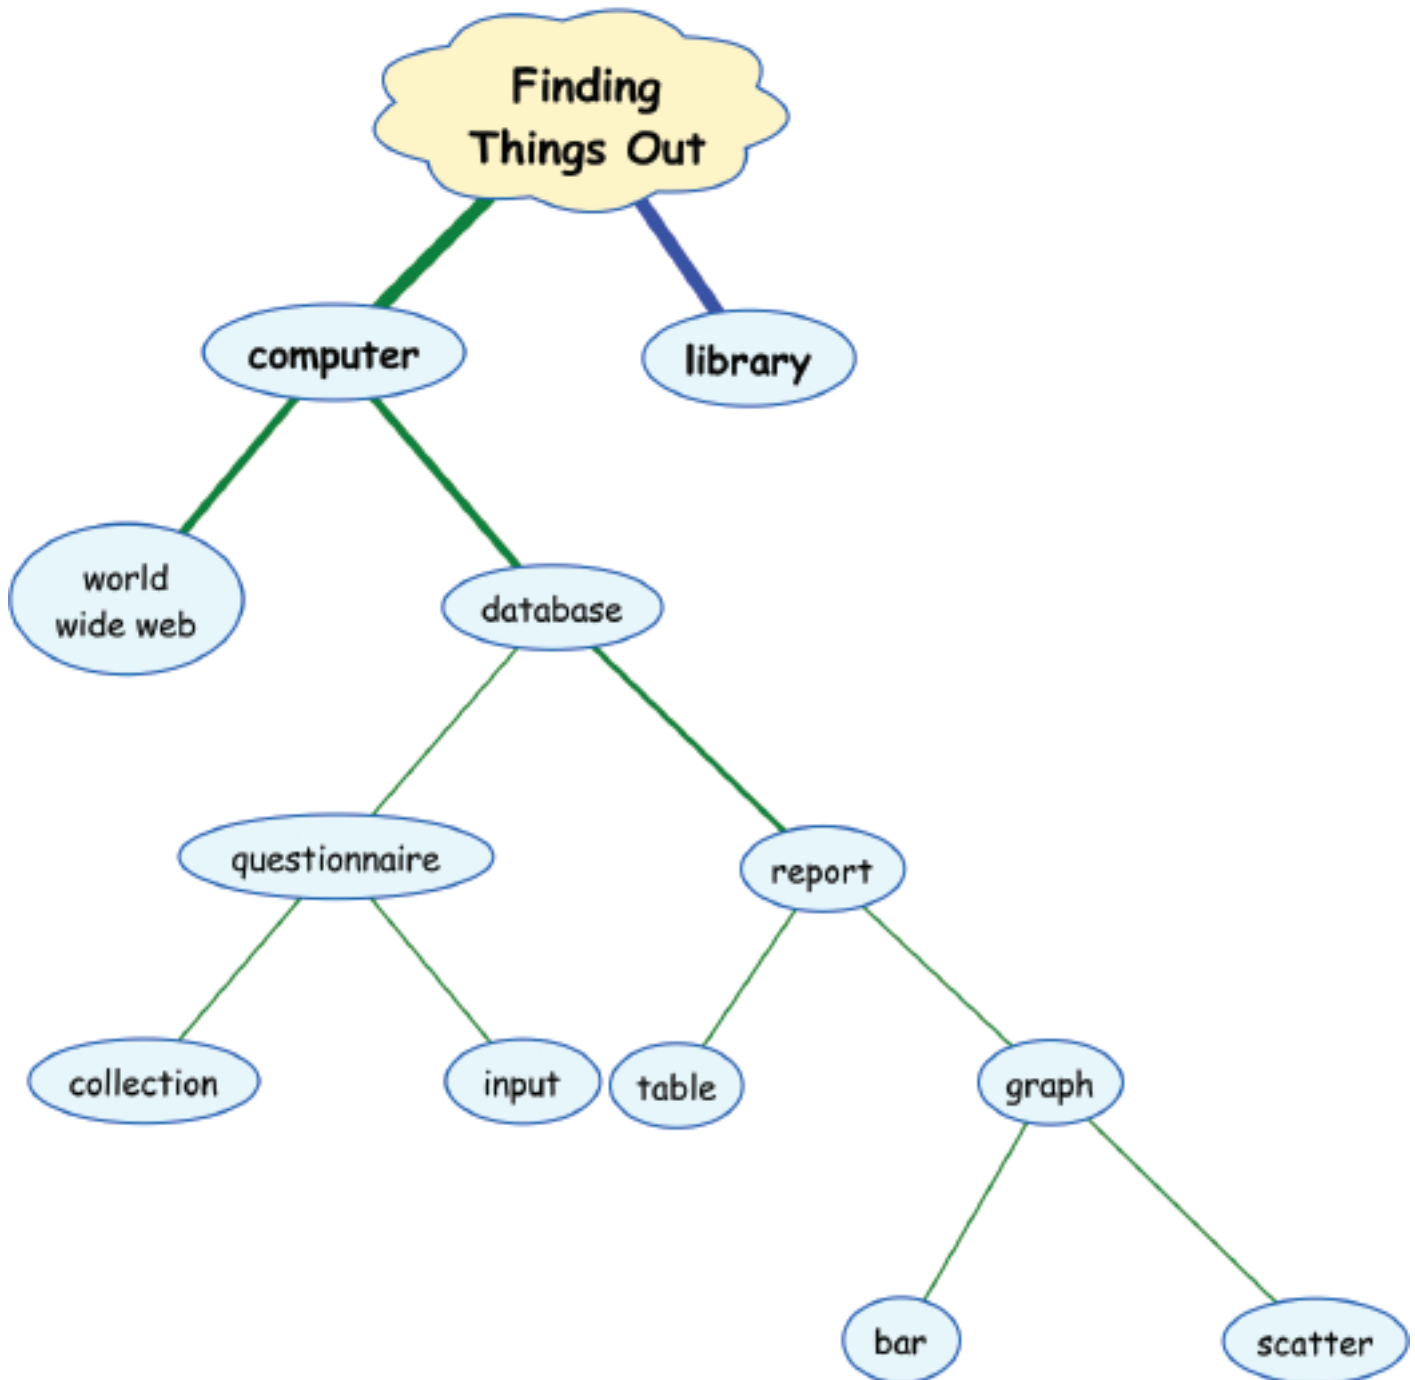 Finding
Things Out
computer
library
world
wide web
database
questionnaire
report
collection
input
table
graph
bar
scatter